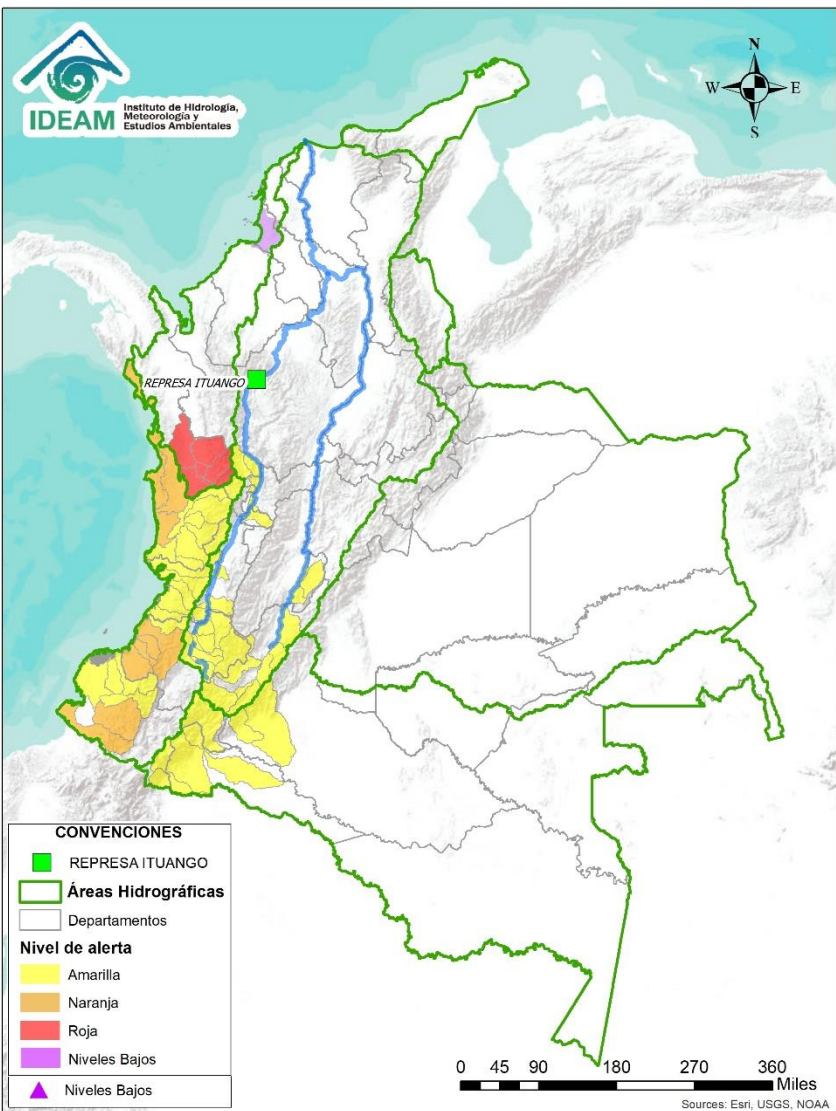 IDEAM
Instituto de Hidrología,
Meteorología y
Estudios Ambientales
N
W E
S
REPRESA ITUANGO
CONVENCIONES
REPRESA ITUANGO
Áreas Hidrográficas
Departamentos
Nivel de alerta
Amarilla
Naranja
Roja
Niveles Bajos
Niveles Bajos
0 45 90 180 270 360
Miles
Sources: Esri, USGS, NOAA